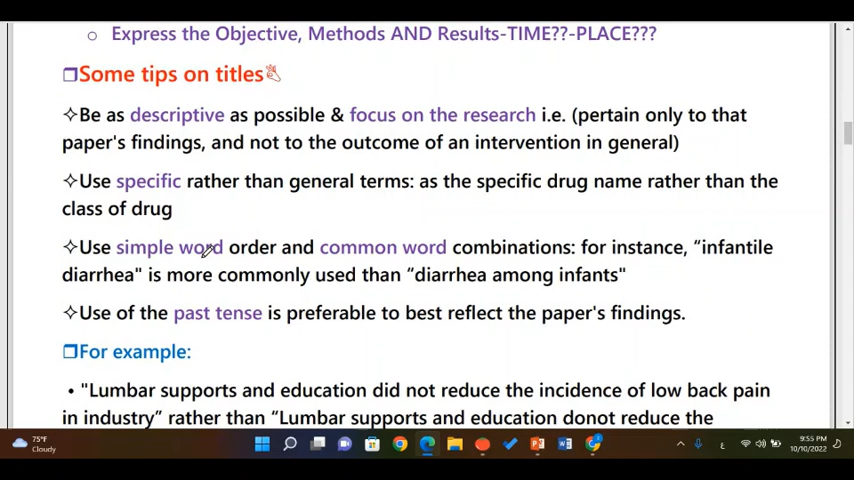 o Express the Objective, Methods AND Results-TIME??-PLACE???
❒Some tips on titles
✧Be as descriptive as possible & focus on the research i.e. (pertain only to that
paper's findings, and not to the outcome of an intervention in general)
✧Use specific rather than general terms: as the specific drug name rather than the
class of drug
✧Use simple word order and common word combinations: for instance, “infantile
diarrhea" is more commonly used than “diarrhea among infants"
✧Use of the past tense is preferable to best reflect the paper's findings.
❒For example:
• "Lumbar supports and education did not reduce the incidence of low back pain
in industry” rather than “Lumbar supports and education donot reduce the
75°F
Cloudy
ع
9:55 PM
10/10/2022